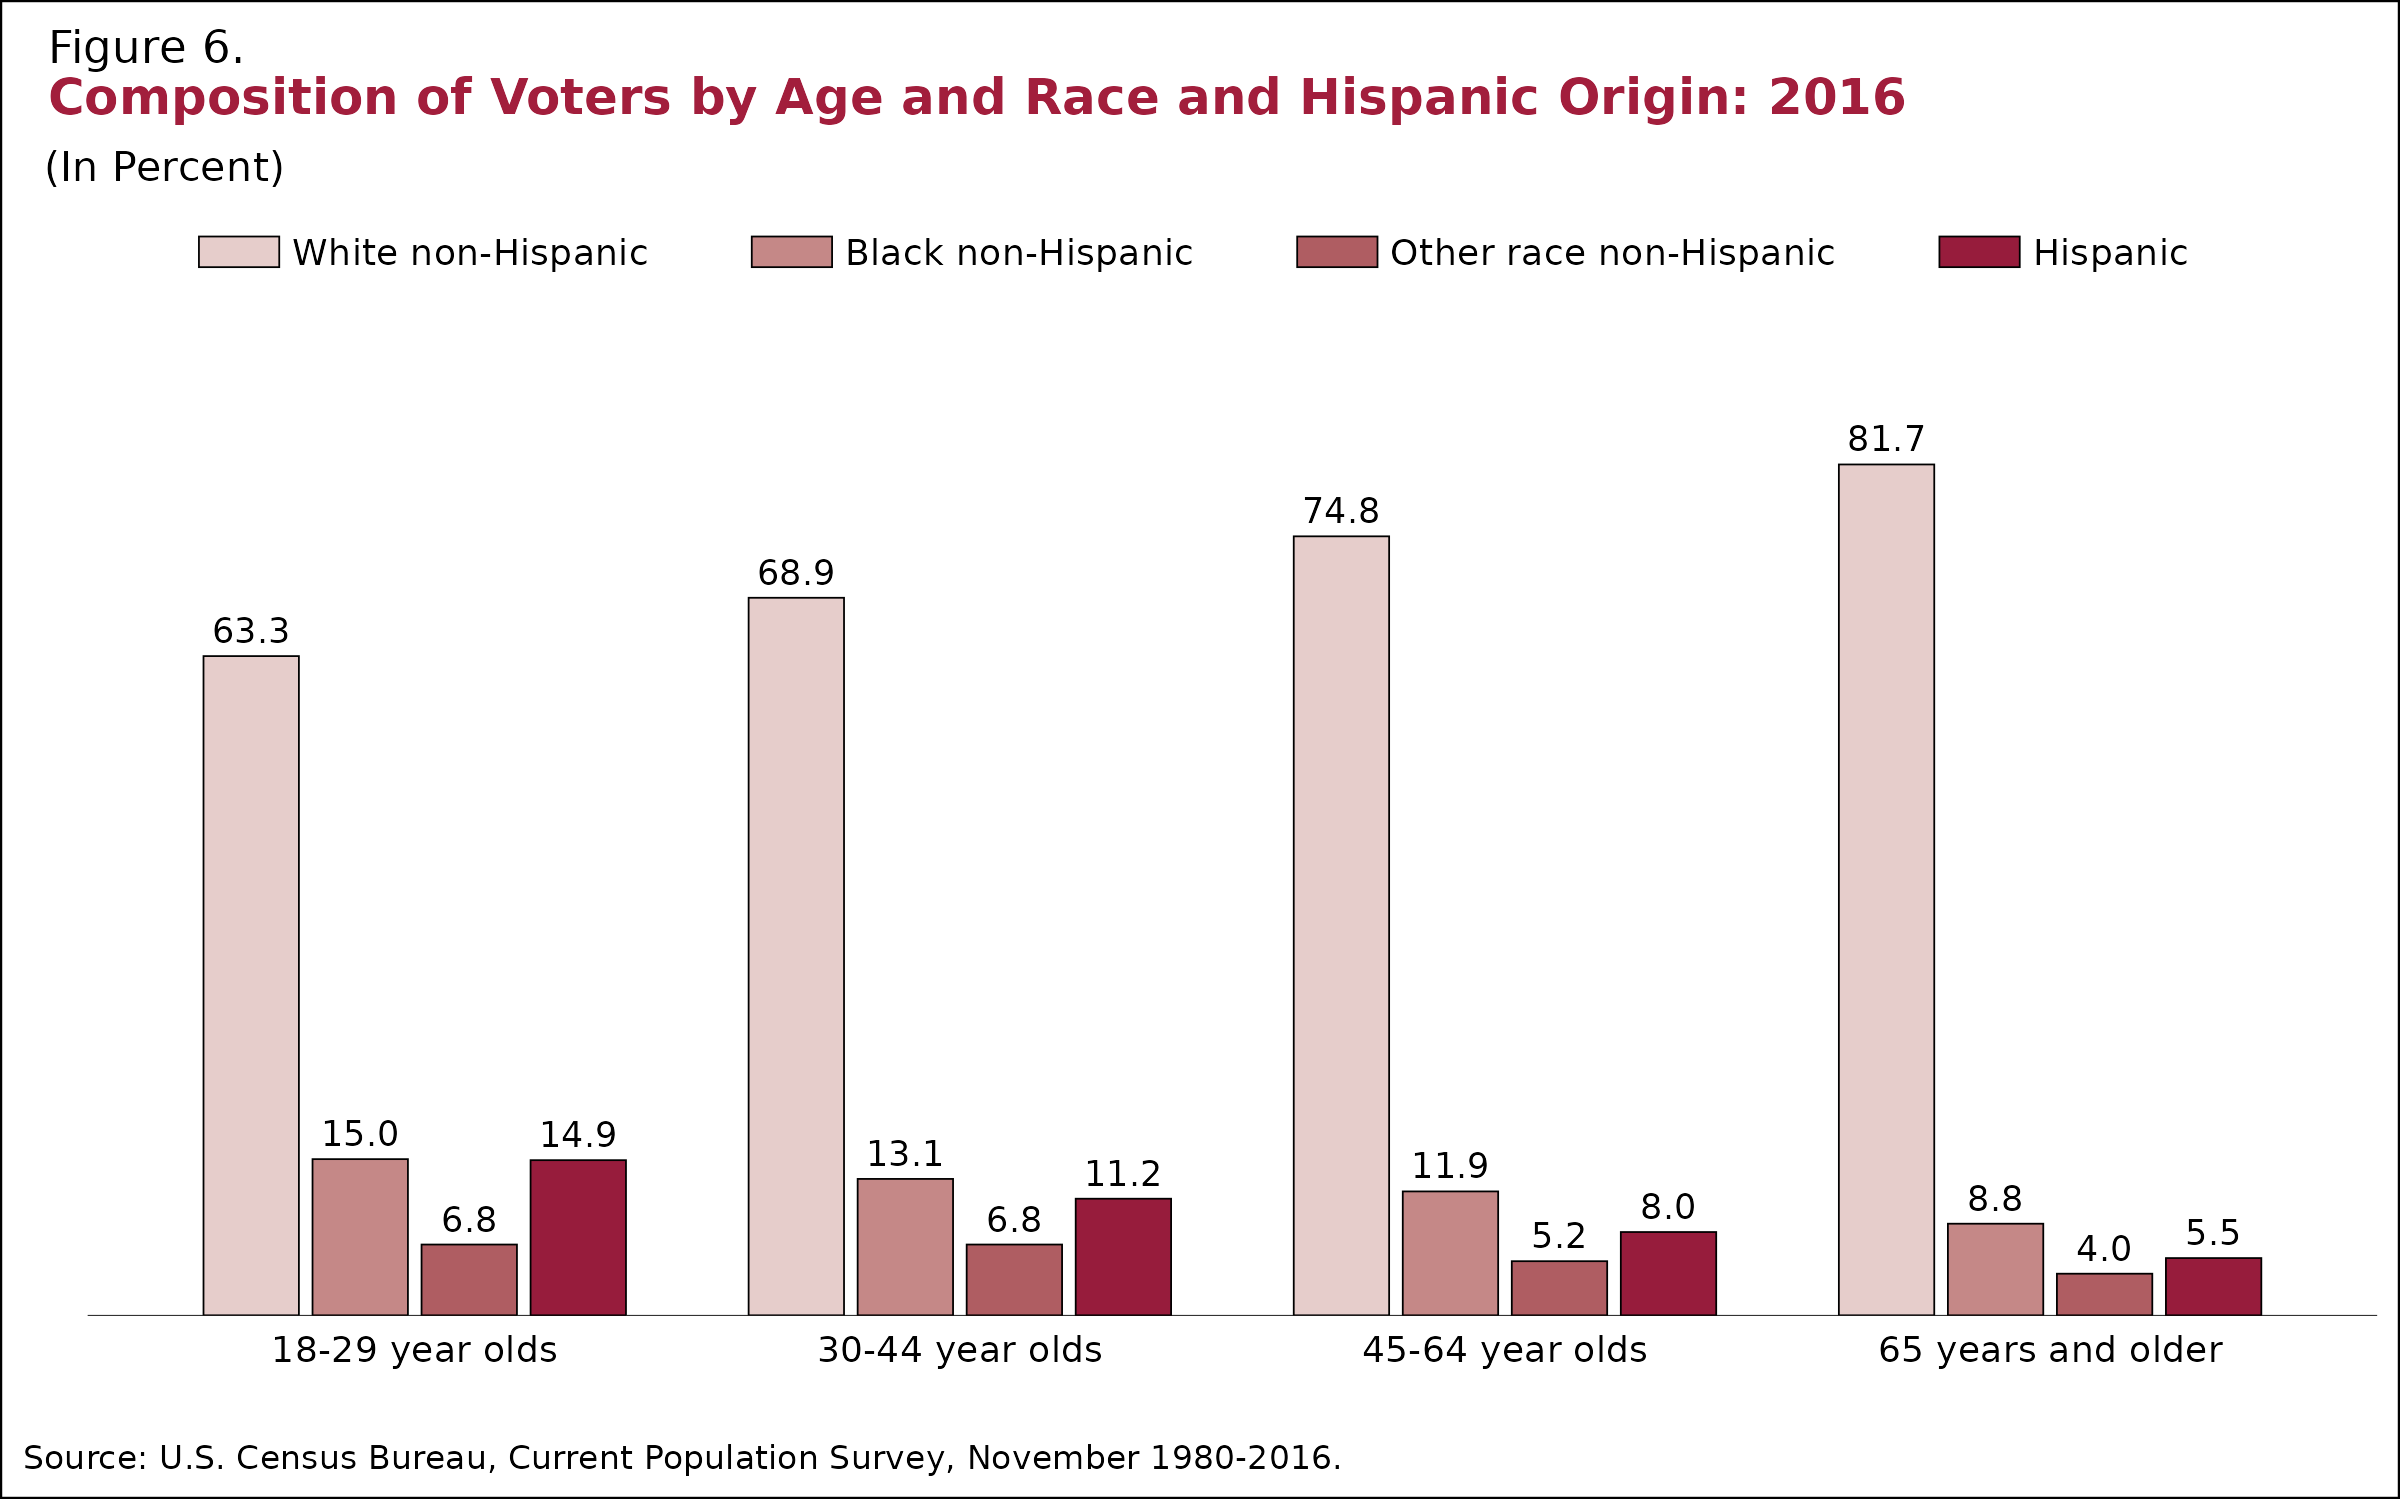 Figure 6.
Composition of Voters by Age and Race and Hispanic Origin: 2016
(In Percent)
White non-Hispanic
Black non-Hispanic
Other race non-Hispanic
Hispanic
63.3
15.0
6.8
14.9
68.9
13.1
6.8
11.2
74.8
11.9
5.2
8.0
81.7
8.8
4.0
5.5
18-29 year olds
30-44 year olds
45-64 year olds
65 years and older
Source: U.S. Census Bureau, Current Population Survey, November 1980-2016.